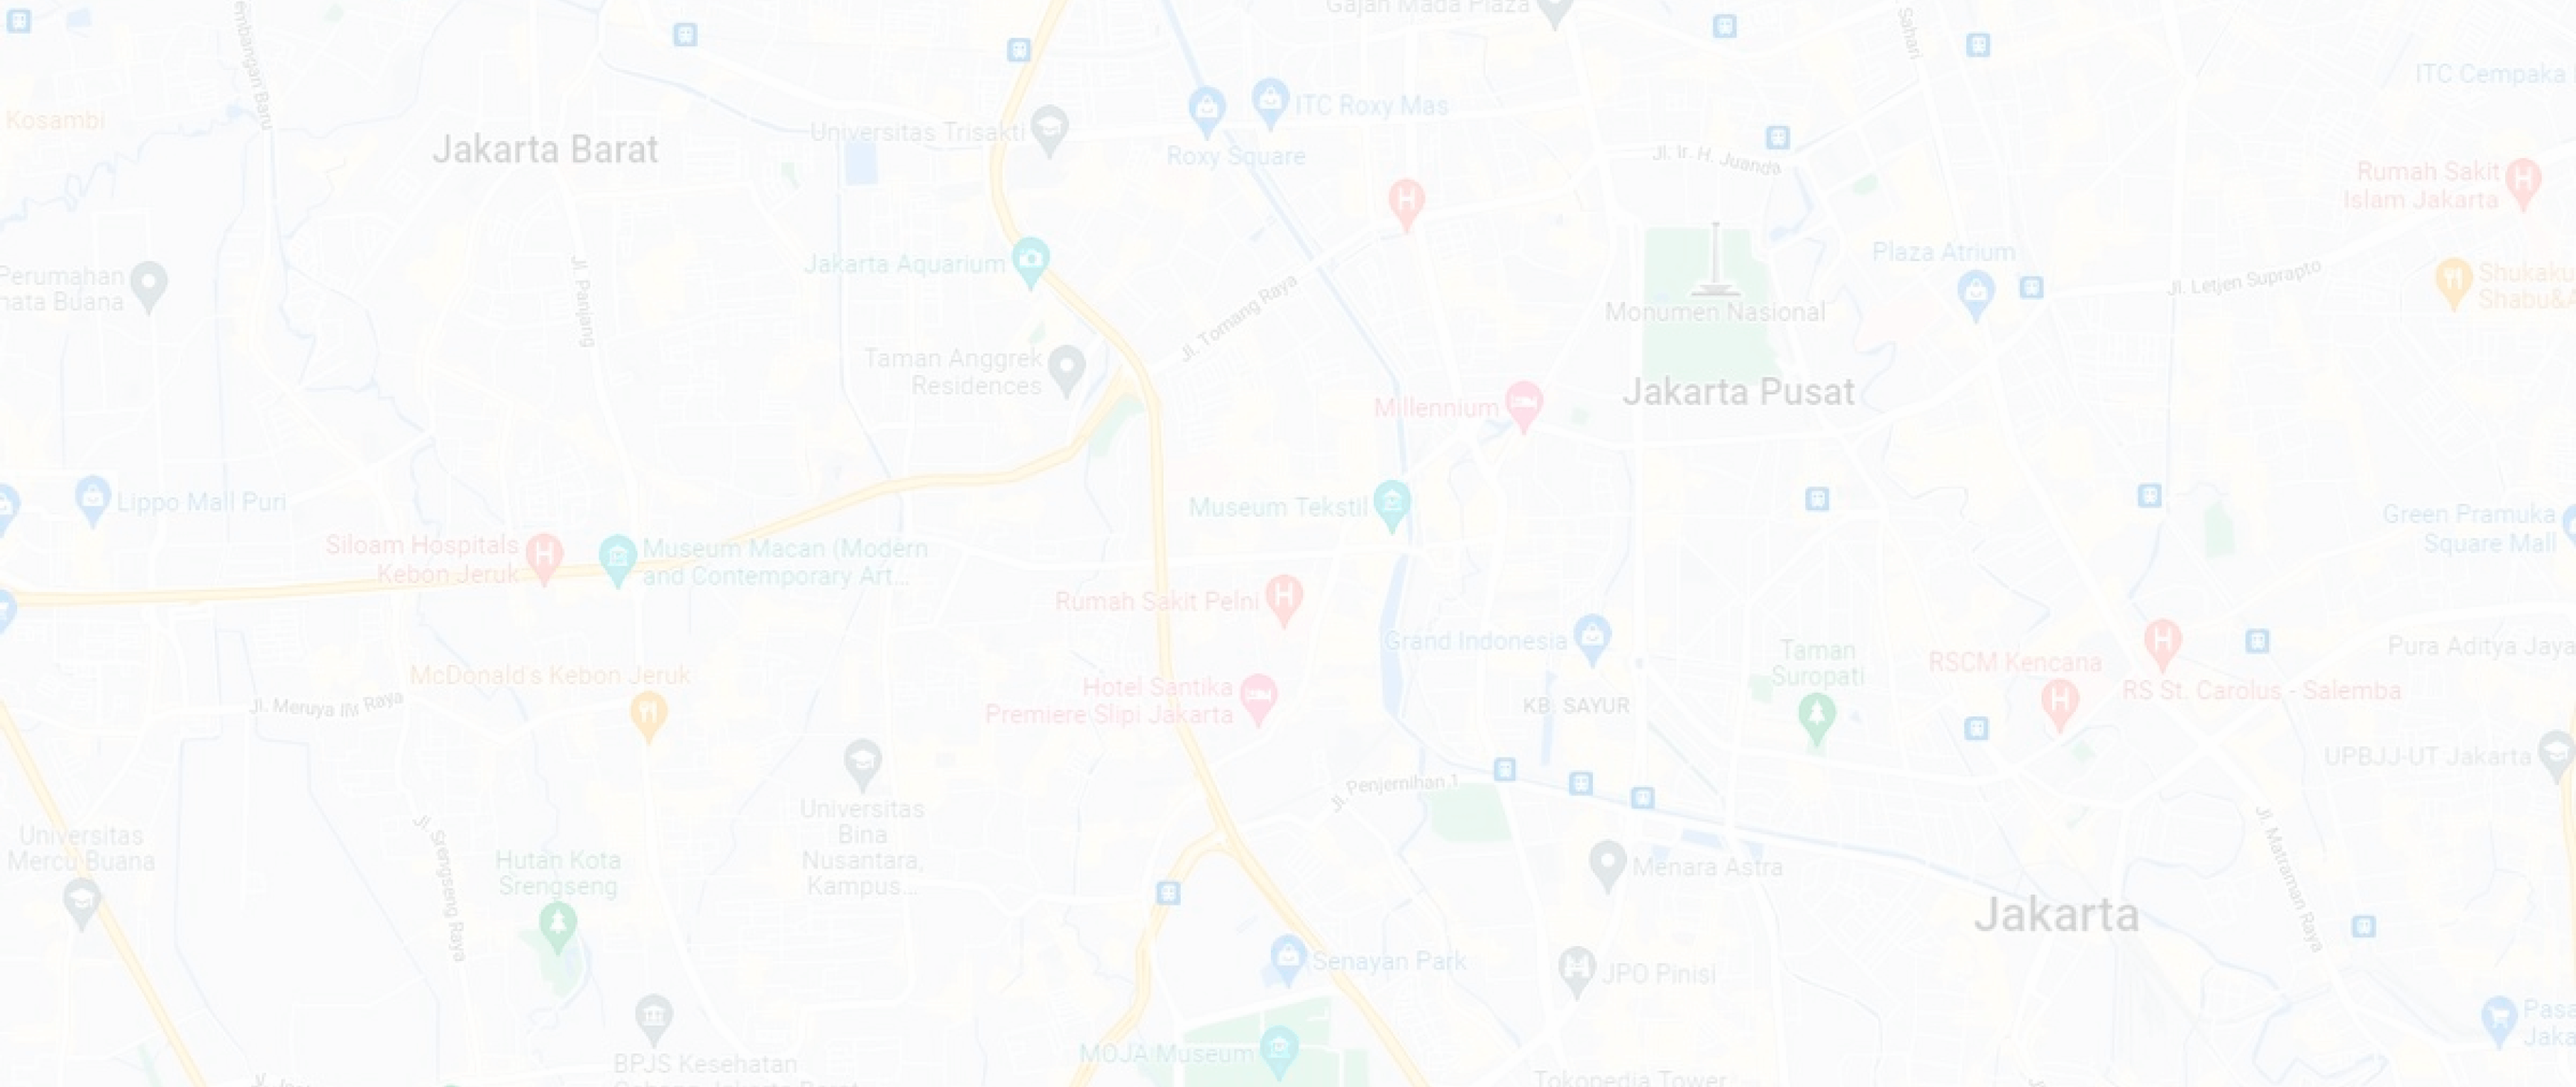 Gajah Mada Plaza
Sahari
embangan Baru
ITC Cempaka
Kosambi
Jakarta Barat
Universitas Trisakti
ITC Roxy Mas
Roxy Square
Jl. Ir. H. Juanda
Rumah Sakit
Islam Jakarta
Perumahan
nata Buana
Jl. Panjang
Jakarta Aquarium
Jl. Tomang Raya
Monumen Nasional
Plaza Atrium
Jl. Letjen Suprapto
Shukaku
Shabu&
Taman Anggrek
Residences
Millennium
Jakarta Pusat
Lippo Mall Puri
Museum Tekstil
Green Pramuka
Square Mall
Siloam Hospitals
Kebon Jeruk
Museum Macan (Modern
and Contemporary Art...
Rumah Sakit Pelni
Grand Indonesia
Taman
Suropati
RSCM Kencana
RS St. Carolus - Salemba
Pura Aditya Jaya
McDonald's Kebon Jeruk
Jl. Meruya Ilir Raya
Hotel Santika
Premiere Slipi Jakarta
KB. SAYUR
UPBJJ-UT Jakarta
Jl. Penjernihan 1
Universitas
Mercu Buana
Jl. Srengseng Raya
Hutan Kota
Srengseng
Universitas
Bina
Nusantara,
Kampus...
Menara Astra
Jakarta
Jl. Matraman Raya
Senayan Park
JPO Pinisi
BPJS Kesehatan
MOJA Museum
Tokopedia Tower
Pasa
Jaka